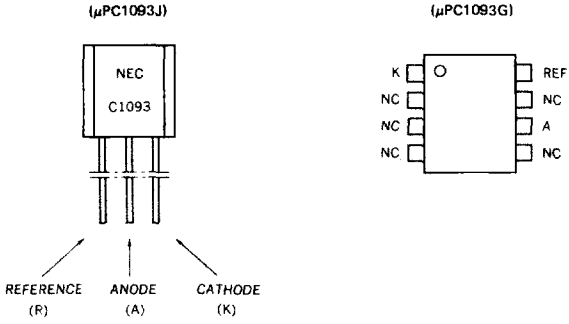 (μPC1093J)
NEC
C1093
REFERENCE
(R)
ANODE
(A)
CATHODE
(K)
(μPC1093G)
K
NC
NC
NC
REF
NC
A
NC